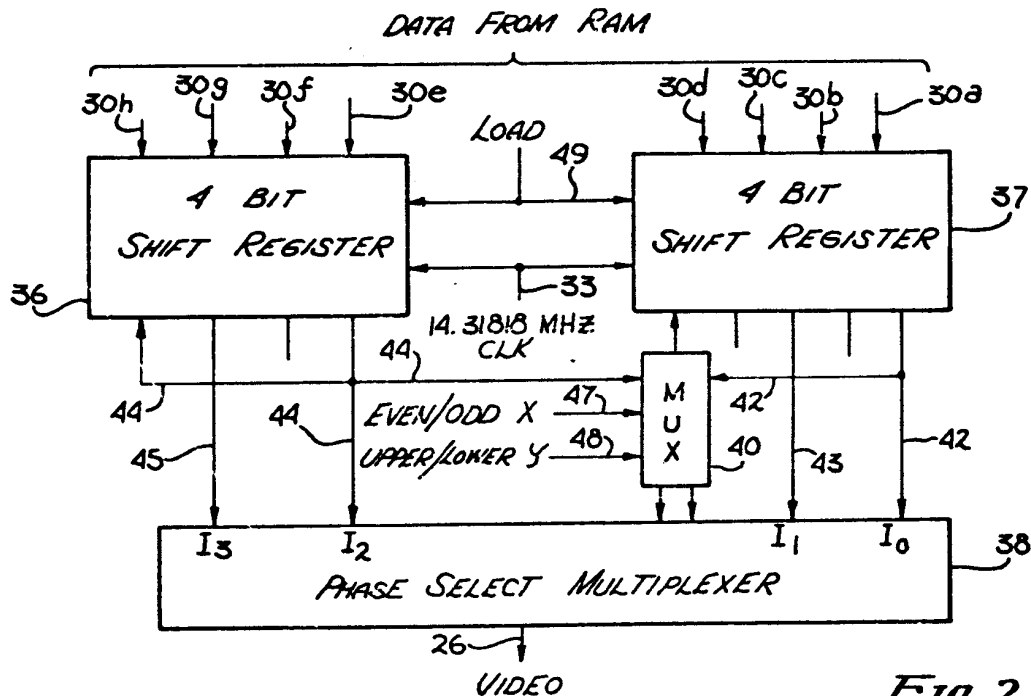 DATA FROM RAM
30h 30g 30f 30e 30d 30c 30b 30a
LOAD
49
4 BIT
SHIFT REGISTER
4 BIT
SHIFT REGISTER
37
36
33
14.31818 MHZ
CLK
44
44
44
42
MUX
EVEN/ODD X
47
UPPER/LOWER Y
48
40
45
43
42
I3 I2 I1 I0
38
PHASE SELECT MULTIPLEXER
26
VIDEO
FIG. 2